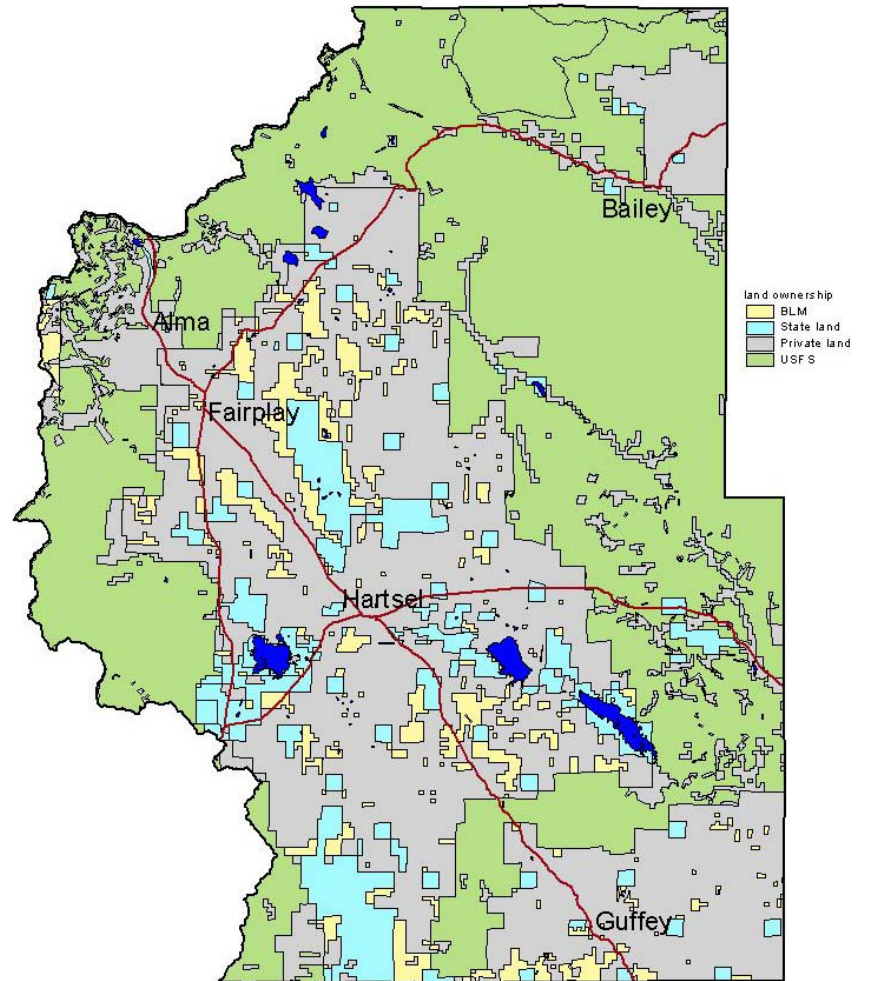 Bailey
land ownership
BLM
State land
Private land
USFS
Alma
Fairplay
Hartsel
Guffey